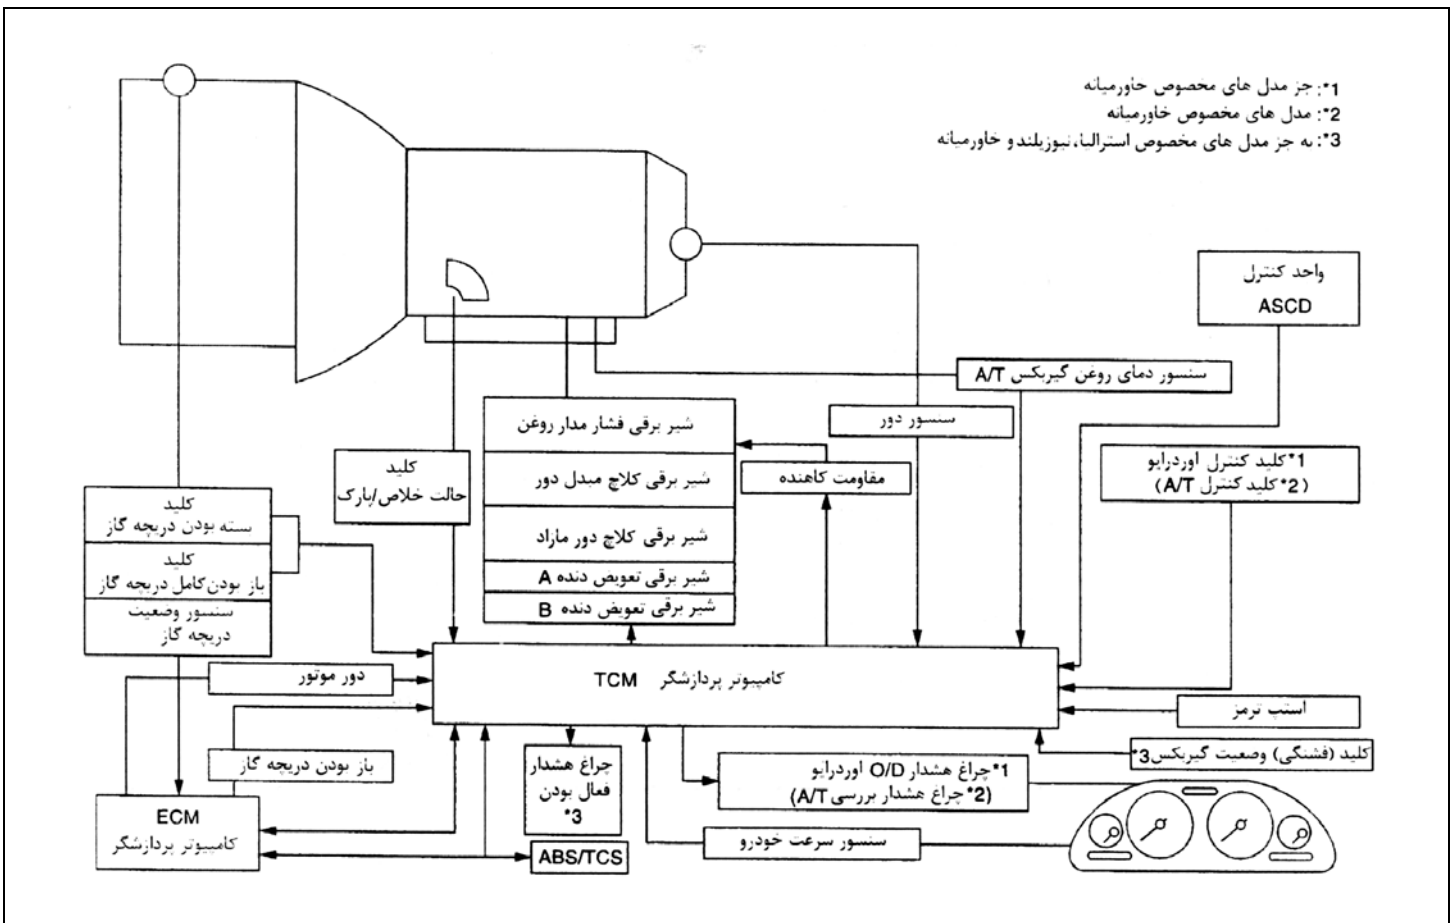 *1: جز مدل های مخصوص خاورمیانه
*2: مدل های مخصوص خاورمیانه
*3: به جز مدل های مخصوص استرالیا، نیوزیلند و خاورمیانه
واحد کنترل
ASCD
سنسور دمای روغن گیربکس A/T
سنسور دور
شیر برقی فشار مدار روغن
شیر برقی کلاچ مبدل دور
شیر برقی کلاچ دور ماراد
شیر برقی تعویض دنده A
شیر برقی تعویض دنده B
مقاومت کاهنده
*1کلید کنترل اوردرایو
(*2کلید کنترل A/T)
کلید
حالت خلاص/پارک
کلید
بسته بودن دریچه گاز
کلید
باز بودن کامل دریچه گاز
سنسور وضعیت
دریچه گاز
کامپیوتر پردازشگر TCM
دور موتور
استپ ترمز
کلید (فشنگی) وضعیت گیربکس 3*
باز بودن دریچه گاز
چراغ هشدار
فعال بودن
*3
*1چراغ هشدار O/D اوردرایو
(*2چراغ هشدار بررسی A/T)
ECM
کامپیوتر پردازشگر
ABS/TCS
سنسور سرعت خودرو